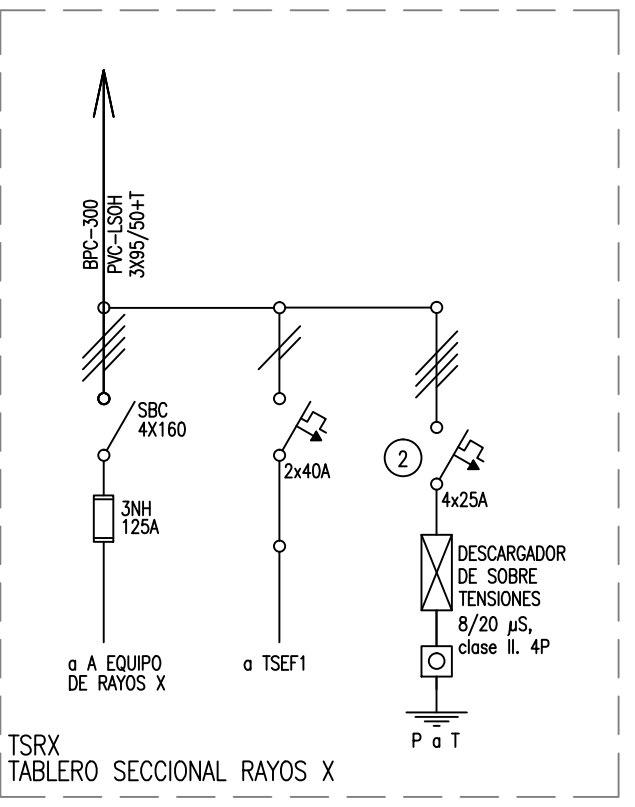 BPC-300
PVC-LSOH
3X95/50+T
SBC
4X160
3NH
125A
a A EQUIPO
DE RAYOS X
2x40A
a TSEF1
2
4x25A
DESCARGADOR
DE SOBRE
TENSIONES
8/20 µS,
clase II. 4P
P a T
TSRX
TABLERO SECCIONAL RAYOS X